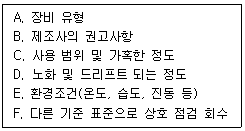 A. 장비 유형
B. 제조사의 권고사항
C. 사용 범위 및 가혹한 정도
D. 노화 및 드리프트 되는 정도
E. 환경조건(온도, 습도, 진동 등)
F. 다른 기준 표준으로 상호 점검 회수